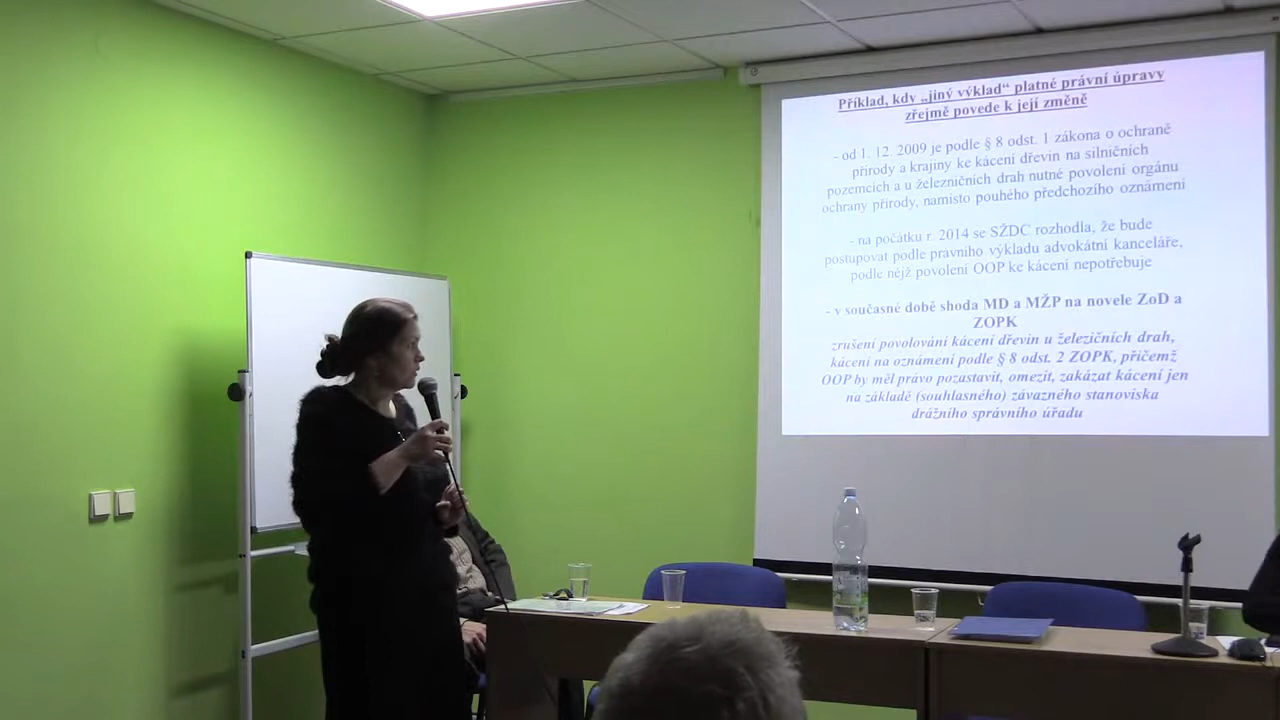 Příklad, kdy „jiný výklad“ platné právní úpravy
zřejmě povede k její změně
- od 1. 12. 2009 je podle § 8 odst. 1 zákona o ochraně
přírody a krajiny ke kácení dřevin na silničních
pozemcích a u železničních drah nutné povolení orgánu
ochrany přírody, namísto pouhého předchozího oznámení
- na počátku r. 2014 se SŽDC rozhodla, že bude
postupovat podle právního výkladu advokátní kanceláře,
podle nějž povolení OOP ke kácení nepotřebuje
- v současné době shoda MD a MŽP na novele ZoD a
ZOPK
zrušení povolování kácení dřevin u železičních drah,
kácení na oznámení podle § 8 odst. 2 ZOPK, přičemž
OOP by měl právo pozastavit, omezit, zakázat kácení jen
na základě (souhlasného) závazného stanoviska
drážního správního úřadu